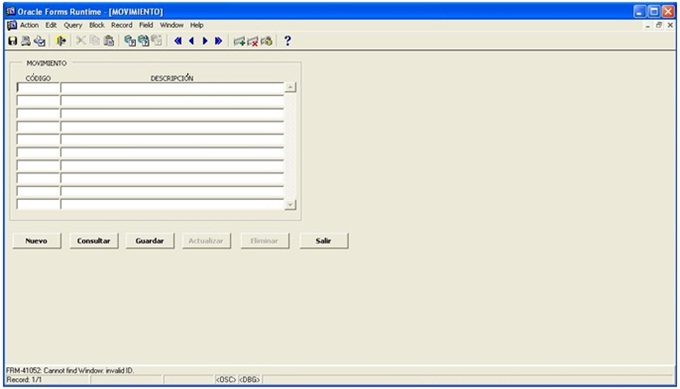 Oracle Forms Runtime - [MOVIMIENTO]
Action Edit Query Block Record Field Window Help
MOVIMIENTO
CÓDIGO DESCRIPCIÓN
Nuevo Consultar Guardar Actualizar Eliminar Salir
FRM-41052: Cannot find Window: invalid ID.
Record: 1/1 <OSC> <DBG>